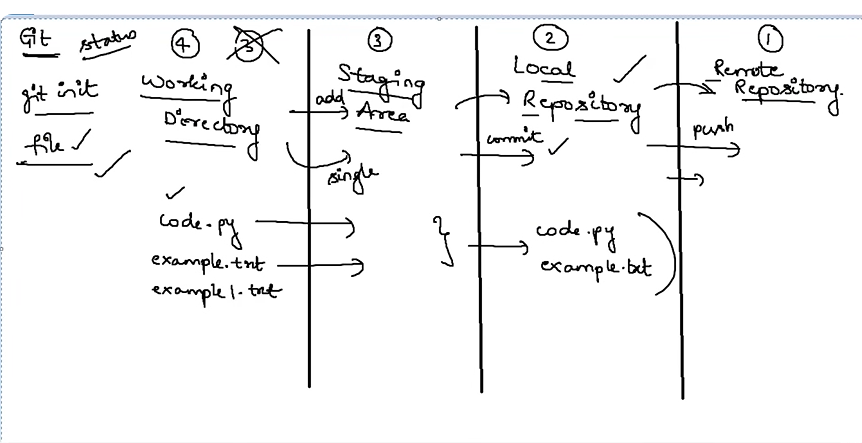 Git status ④ ③ ③ ② ①
git init Working Staging Local Remote
file Directory Area Repository Repository.
add commit push
single
code.py
example.txt
example1.txt
} code.py
example.txt